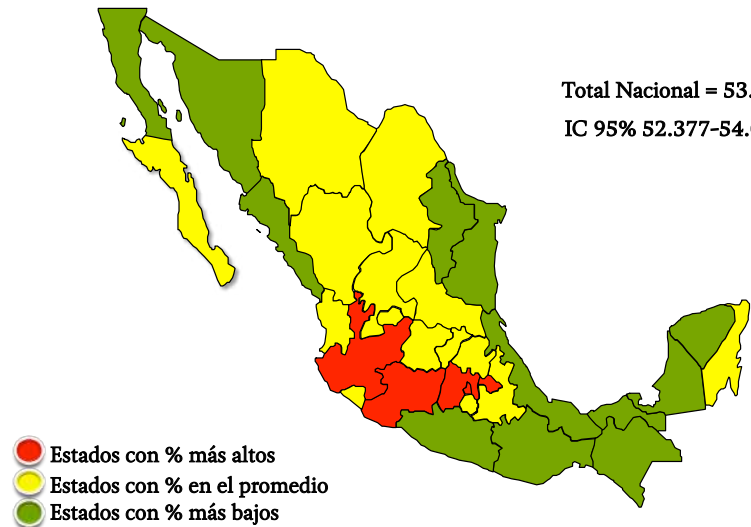 Total Nacional = 53.
IC 95% 52.377-54.
Estados con % más altos
Estados con % en el promedio
Estados con % más bajos